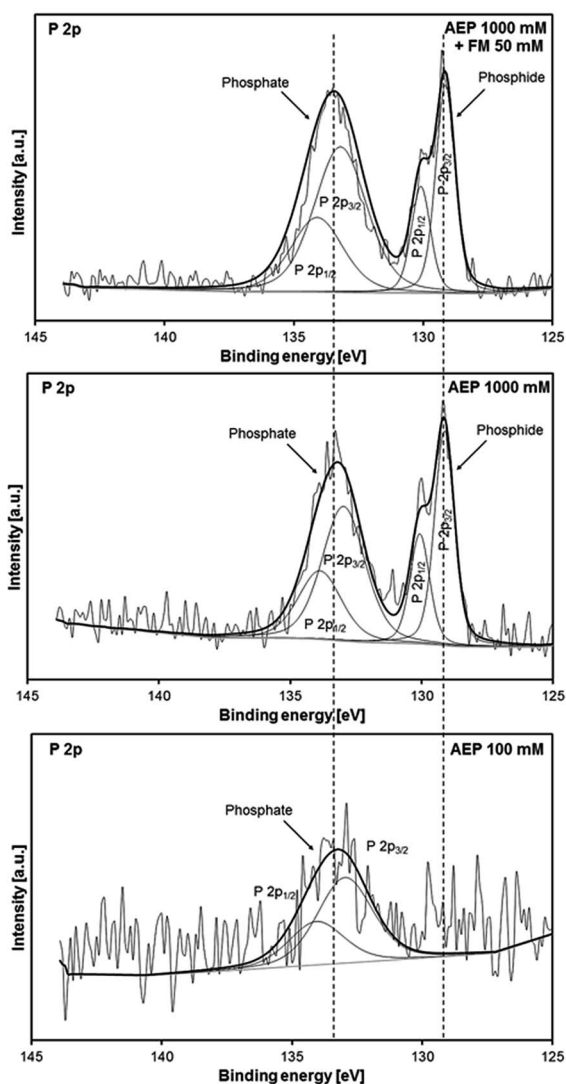 P 2p
AEP 1000 mM
+ FM 50 mM
Phosphate
Phosphide
P 2p3/2
P 2p1/2
P 2p1/2
P 2p3/2
Intensity [a.u.]
145
140
135
130
125
Binding energy [eV]
P 2p
AEP 1000 mM
Phosphate
Phosphide
P 2p3/2
P 2p1/2
P 2p1/2
P 2p3/2
Intensity [a.u.]
145
140
135
130
125
Binding energy [eV]
P 2p
AEP 100 mM
Phosphate
P 2p3/2
P 2p1/2
Intensity [a.u.]
145
140
135
130
125
Binding energy [eV]